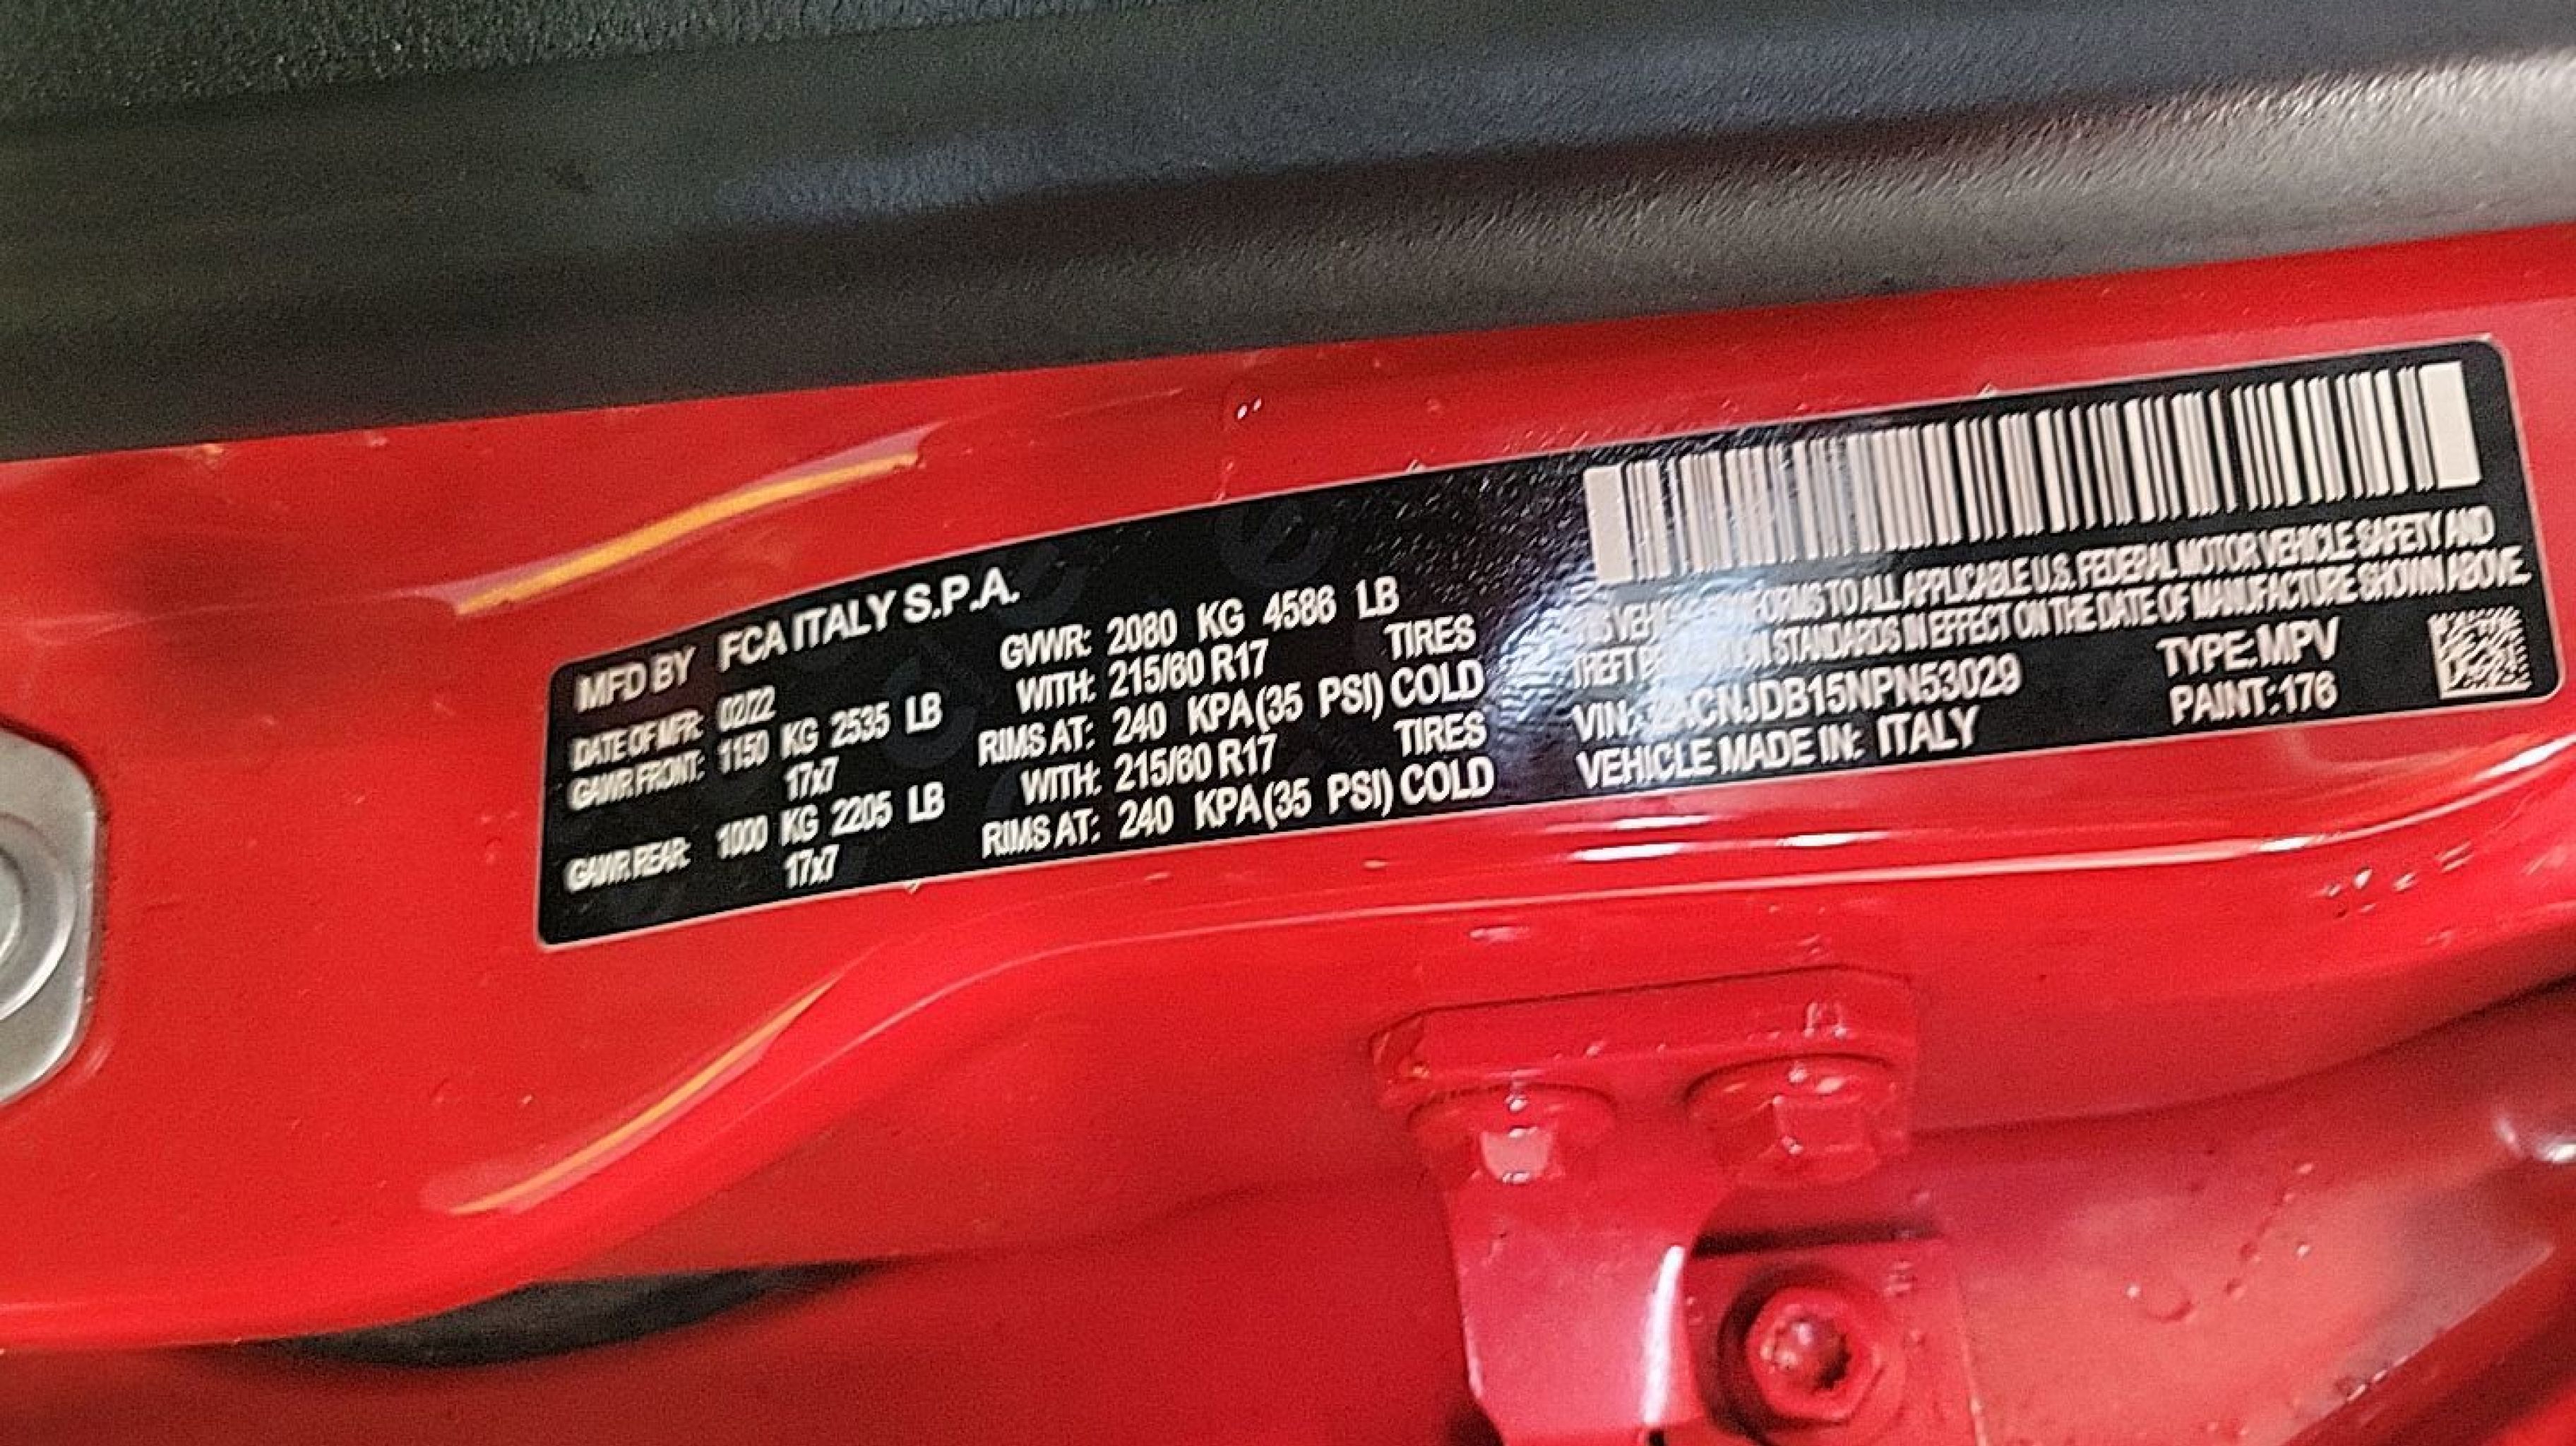 MFD BY FCA ITALY S.P.A.
DATE OF MFR: 02/22
GAWR FRONT: 1150 KG 2535 LB
17x7
GAWR REAR: 1000 KG 2205 LB
17x7
GVWR: 2080 KG 4586 LB
WITH: 215/60 R17 TIRES
RIMS AT: 240 KPA(35 PSI) COLD
WITH: 215/60 R17 TIRES
RIMS AT: 240 KPA(35 PSI) COLD
TO ALL APPLICABLE U.S. FEDERAL MOTOR VEHICLE SAFETY AND
THEFT STANDARDS IN EFFECT ON THE DATE OF MANUFACTURE SHOWN ABOVE.
VIN: TYPE: MPV
VEHICLE MADE IN: ITALY PAINT: 176